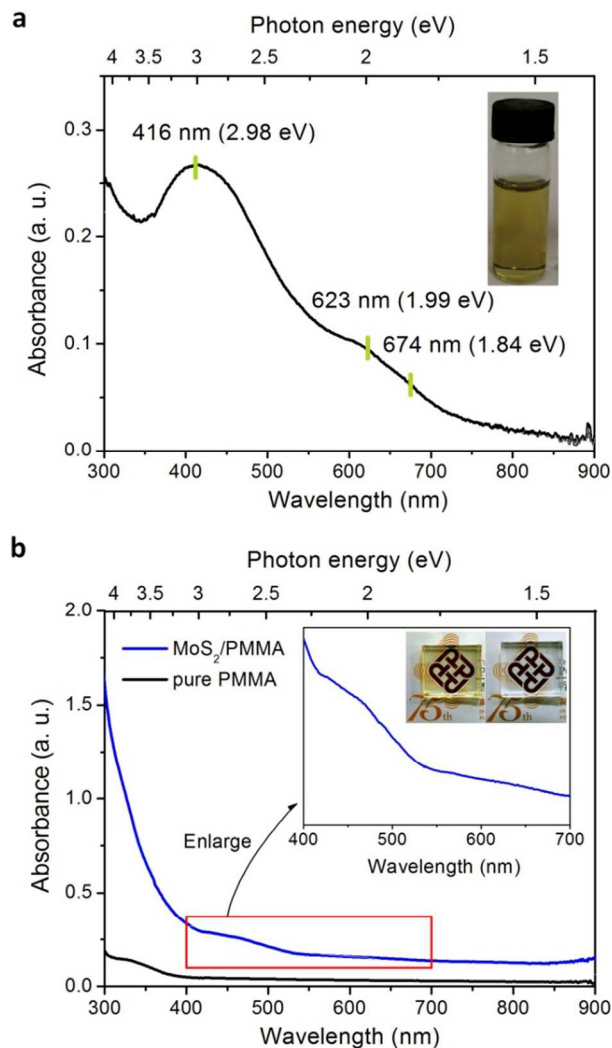 a
Photon energy (eV)
4 3.5 3 2.5 2 1.5
416 nm (2.98 eV)
623 nm (1.99 eV)
674 nm (1.84 eV)
Absorbance (a. u.)
0.3
0.2
0.1
0.0
300 400 500 600 700 800 900
Wavelength (nm)
b
Photon energy (eV)
4 3.5 3 2.5 2 1.5
MoS₂/PMMA
pure PMMA
Absorbance (a. u.)
2.0
1.5
1.0
0.5
0.0
75th 75th
400 500 600 700
Wavelength (nm)
Enlarge
300 400 500 600 700 800 900
Wavelength (nm)